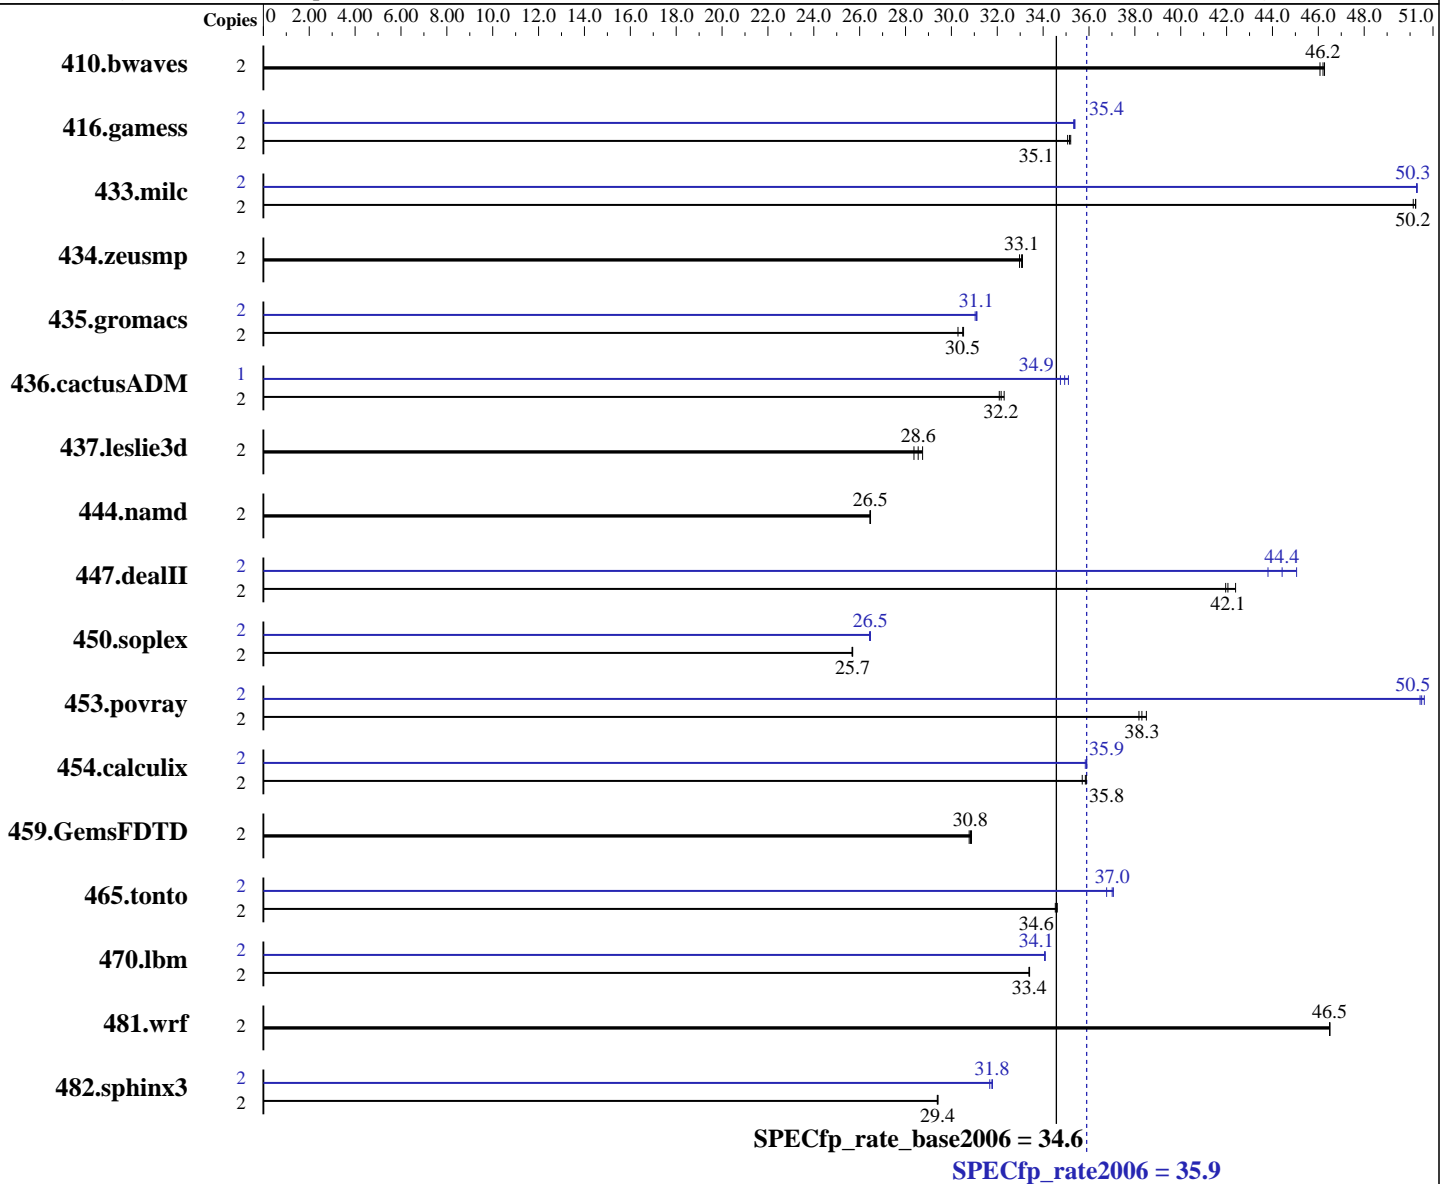 Copies 0 2.00 4.00 6.00 8.00 10.0 12.0 14.0 16.0 18.0 20.0 22.0 24.0 26.0 28.0 30.0 32.0 34.0 36.0 38.0 40.0 42.0 44.0 46.0 48.0 51.0
410.bwaves 2 46.2
416.gamess 2 35.4
2 35.1
433.milc 2 50.3
2 50.2
434.zeusmp 2 33.1
435.gromacs 2 31.1
2 30.5
436.cactusADM 1 34.9
2 32.2
437.leslie3d 2 28.6
444.namd 2 26.5
447.dealII 2 44.4
2 42.1
450.soplex 2 26.5
2 25.7
453.povray 2 50.5
2 38.3
454.calculix 2 35.9
2 35.8
459.GemsFDTD 2 30.8
465.tonto 2 37.0
2 34.6
470.lbm 2 34.1
2 33.4
481.wrf 2 46.5
482.sphinx3 2 31.8
2 29.4
SPECfp_rate_base2006 = 34.6
SPECfp_rate2006 = 35.9